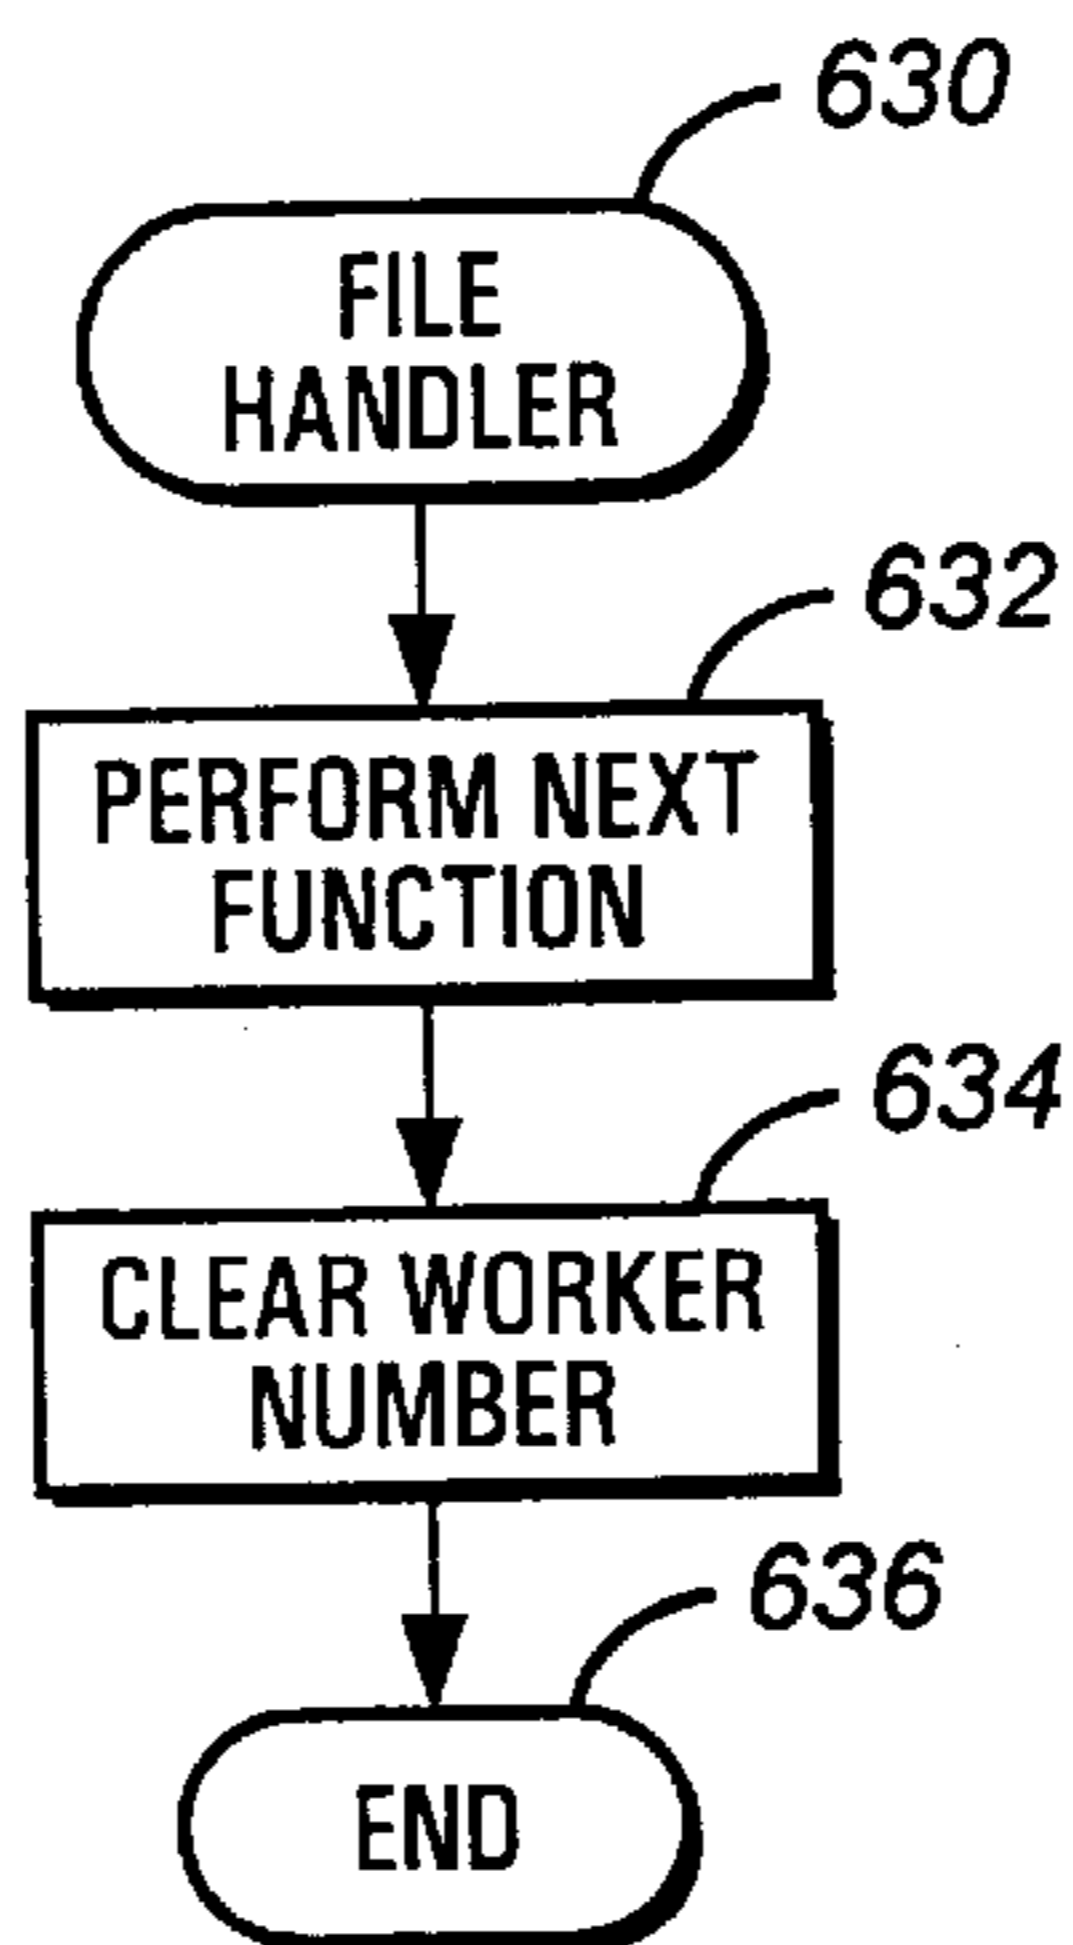 630
FILE
HANDLER
632
PERFORM NEXT
FUNCTION
634
CLEAR WORKER
NUMBER
636
END